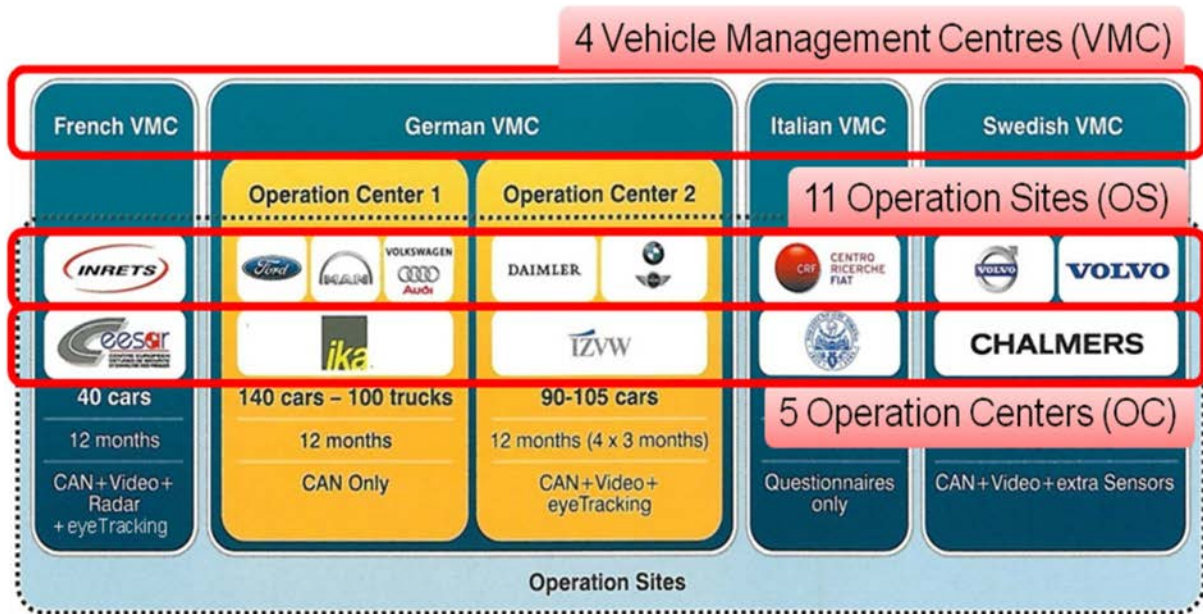 4 Vehicle Management Centres (VMC)
French VMC
German VMC
Italian VMC
Swedish VMC
Operation Center 1
Operation Center 2
11 Operation Sites (OS)
INRETS
Ford
MAN
VOLKSWAGEN
Audi
DAIMLER
CRF
CENTRO
RICERCHE
FIAT
VOLVO
VOLVO
Ceesar
CENTRE EUROPEEN
ika
IZVW
CHALMERS
40 cars
140 cars – 100 trucks
90-105 cars
5 Operation Centers (OC)
12 months
12 months
12 months (4 x 3 months)
CAN+Video+
Radar
+eyeTracking
CAN Only
CAN+Video+
eyeTracking
Questionnaires
only
CAN+Video+extra Sensors
Operation Sites